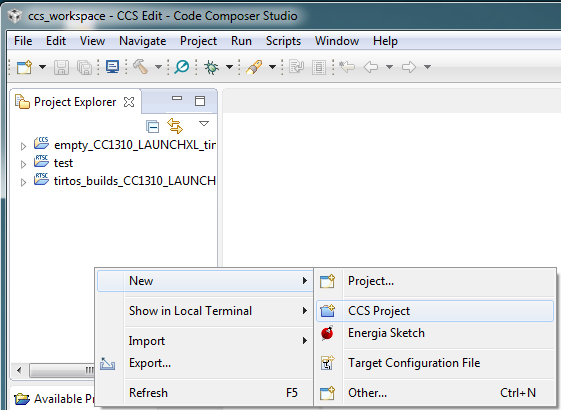 ccs_workspace - CCS Edit - Code Composer Studio
File Edit View Navigate Project Run Scripts Window Help
Project Explorer
CCS
empty_CC1310_LAUNCHXL_tir
RTSC
test
RTSC
tirtos_builds_CC1310_LAUNCH
New
Project...
CCS Project
Show in Local Terminal
Energia Sketch
Import
Export...
Target Configuration File
Refresh F5
Other... Ctrl+N
Available Pr